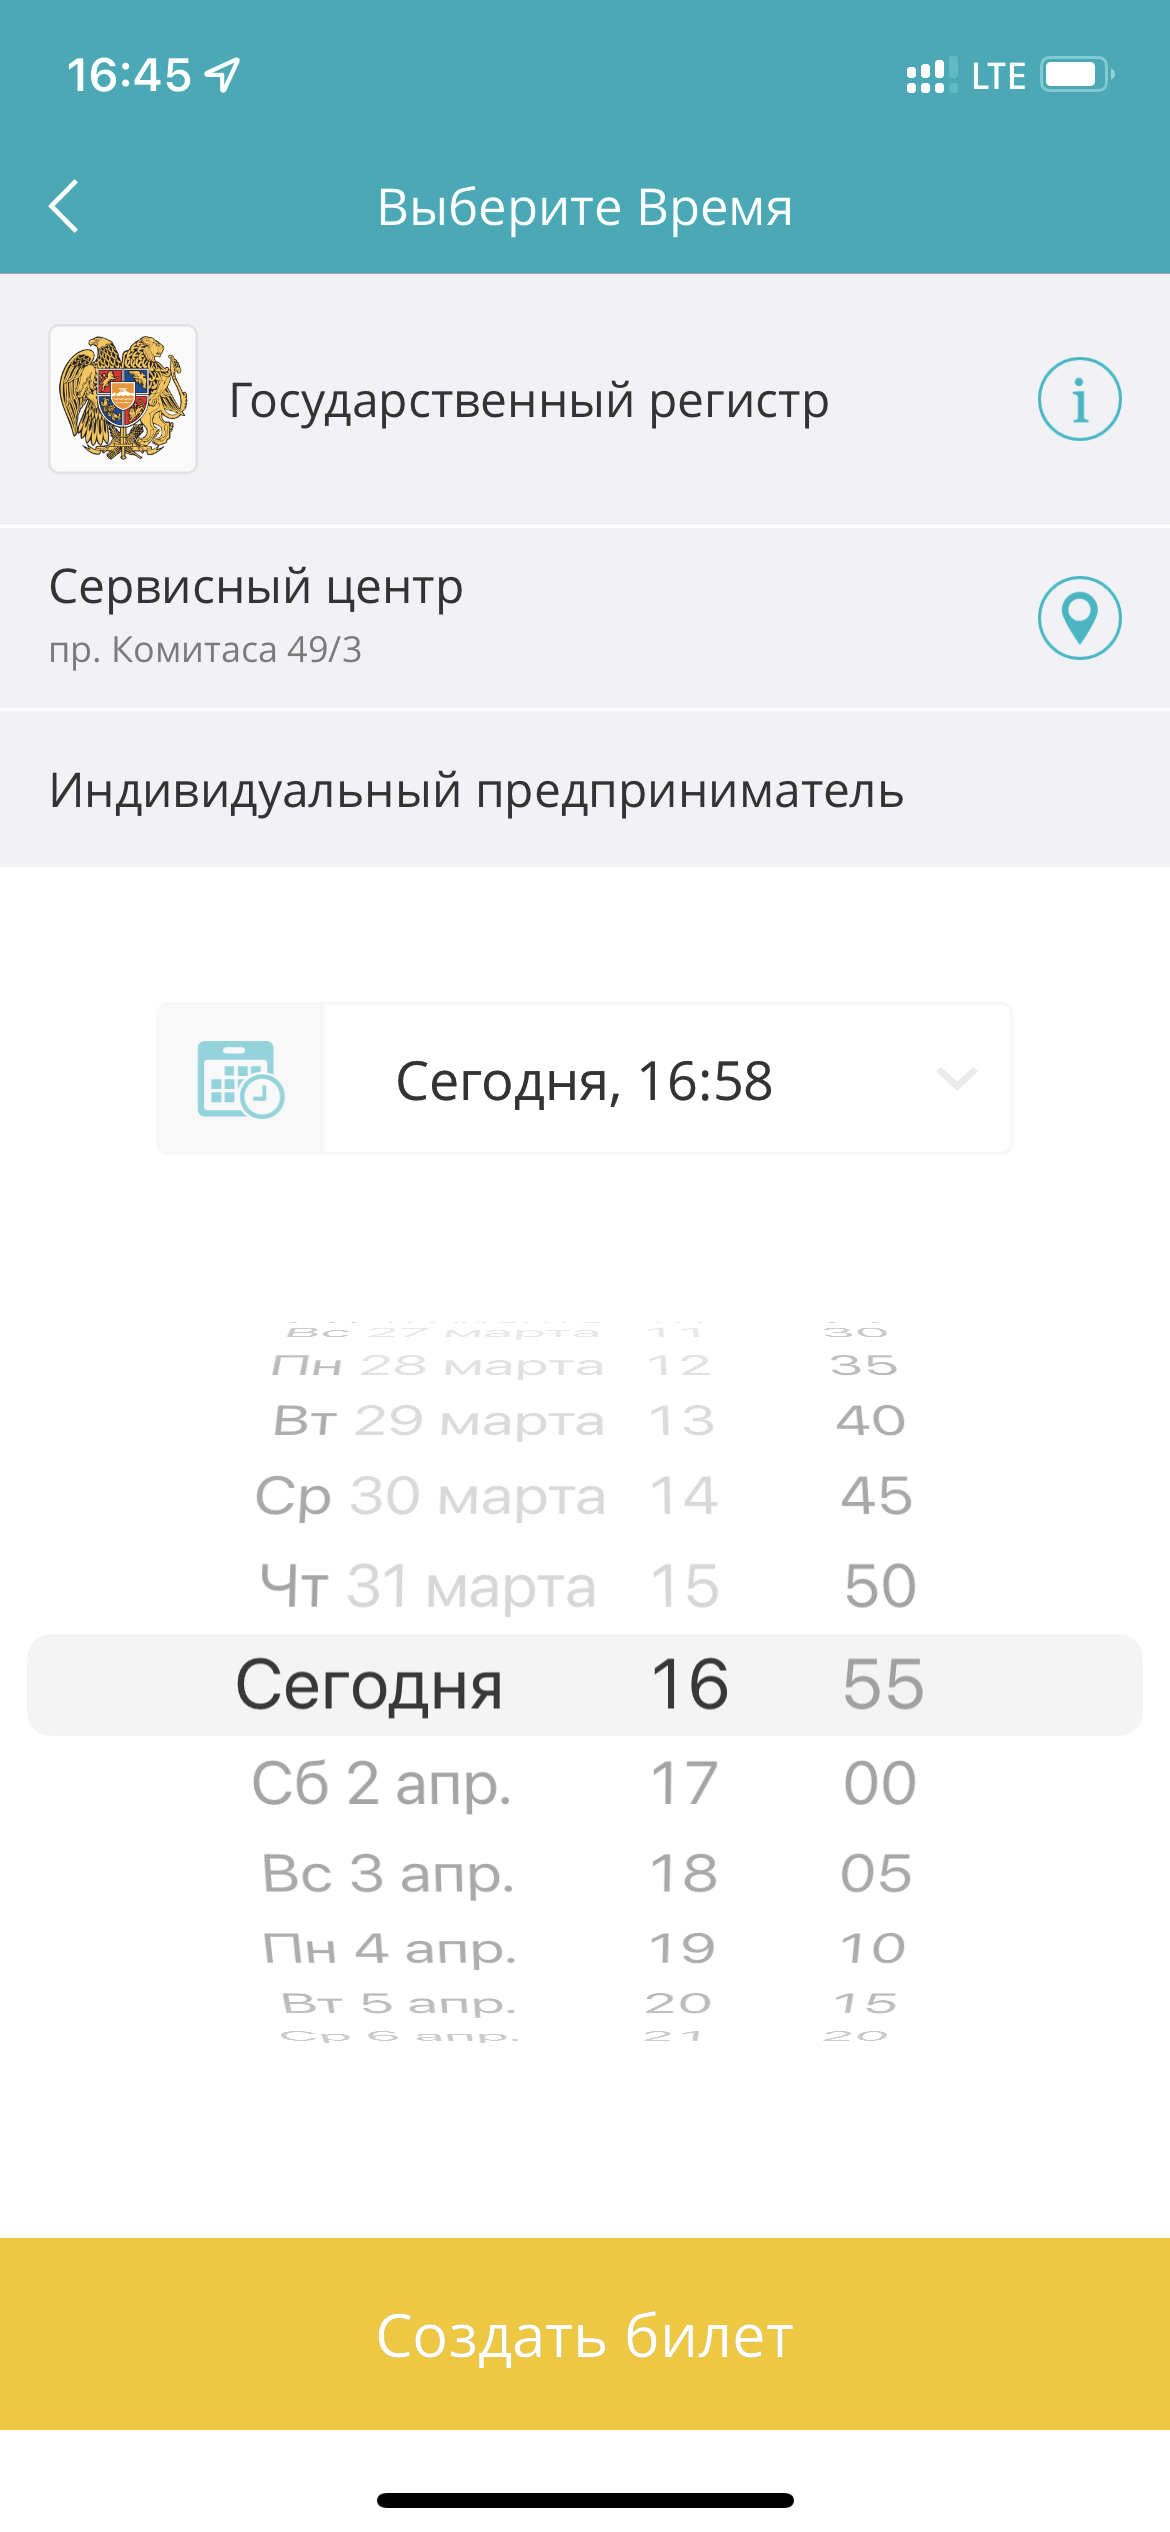 16:45 LTE
Выберите Время
Государственный регистр
i
Сервисный центр
пр. Комитаса 49/3
Индивидуальный предприниматель
Сегодня, 16:58
Вс 27 марта 11 30
Пн 28 марта 12 35
Вт 29 марта 13 40
Ср 30 марта 14 45
Чт 31 марта 15 50
Сегодня 16 55
Сб 2 апр. 17 00
Вс 3 апр. 18 05
Пн 4 апр. 19 10
Вт 5 апр. 20 15
Ср 6 апр. 21 20
Создать билет